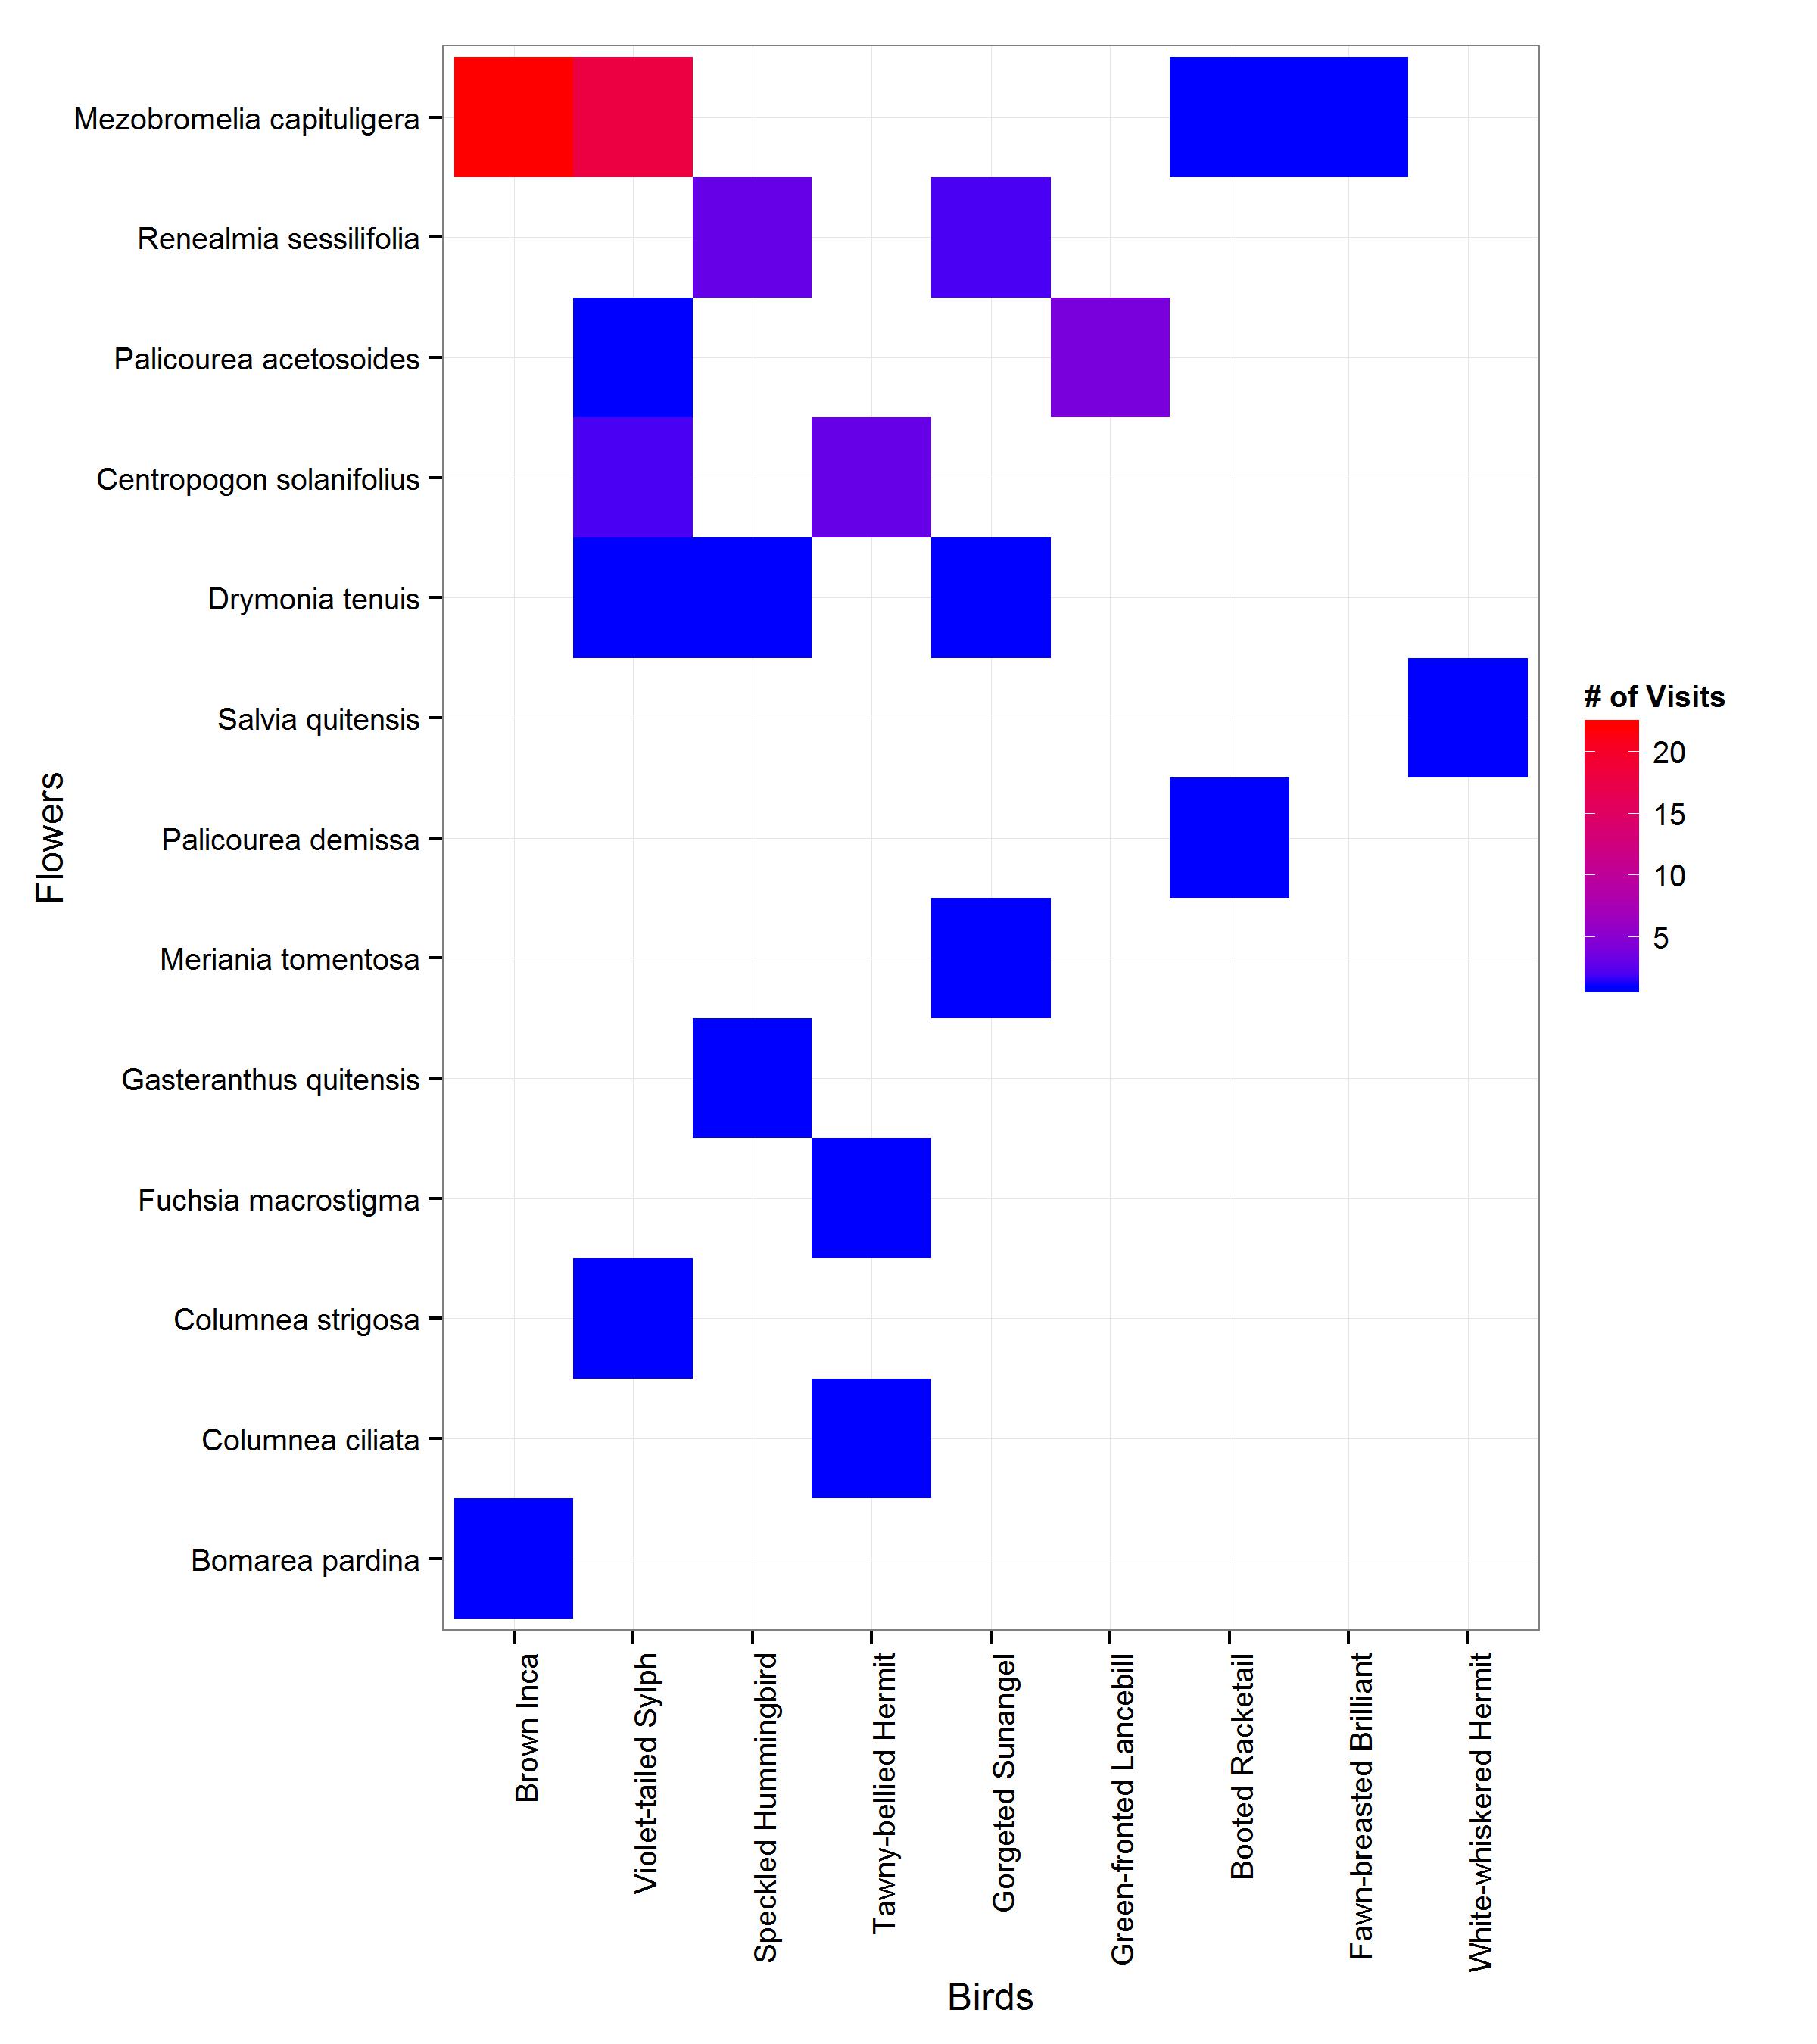 Mezobromelia capituligera
Renealmia sessilifolia
Palicourea acetosoides
Centropogon solanifolius
Drymonia tenuis
Salvia quitensis
Palicourea demissa
Meriania tomentosa
Gasteranthus quitensis
Fuchsia macrostigma
Columnea strigosa
Columnea ciliata
Bomarea pardina
Flowers
Brown Inca
Violet-tailed Sylph
Speckled Hummingbird
Tawny-bellied Hermit
Gorgeted Sunangel
Green-fronted Lancebill
Booted Racketail
Fawn-breasted Brilliant
White-whiskered Hermit
Birds
# of Visits
20
15
10
5